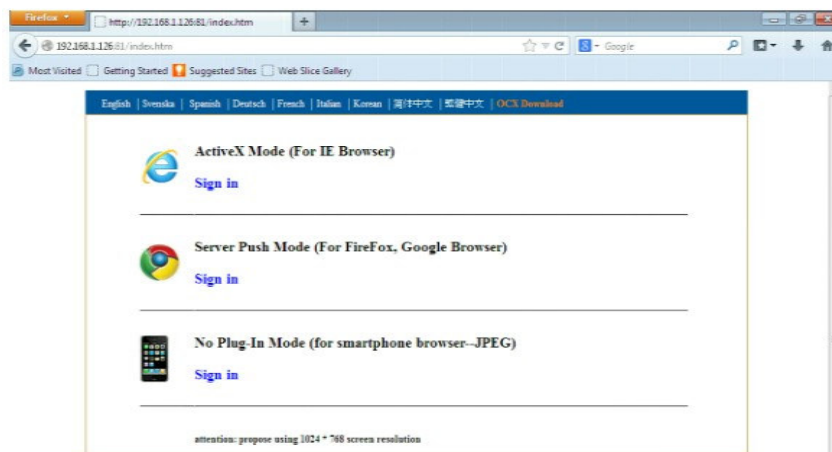 Firefox
http://192.168.1.126:81/index.htm
192.168.1.126:81/index.htm
Google
Most Visited Getting Started Suggested Sites Web Slice Gallery
English | Svenska | Spanish | Deutsch | French | Italian | Korean | 简体中文 | 繁體中文 | OCX Download
ActiveX Mode (For IE Browser)
Sign in
Server Push Mode (For FireFox, Google Browser)
Sign in
No Plug-In Mode (for smartphone browser--JPEG)
Sign in
attention: propose using 1024 * 768 screen resolution